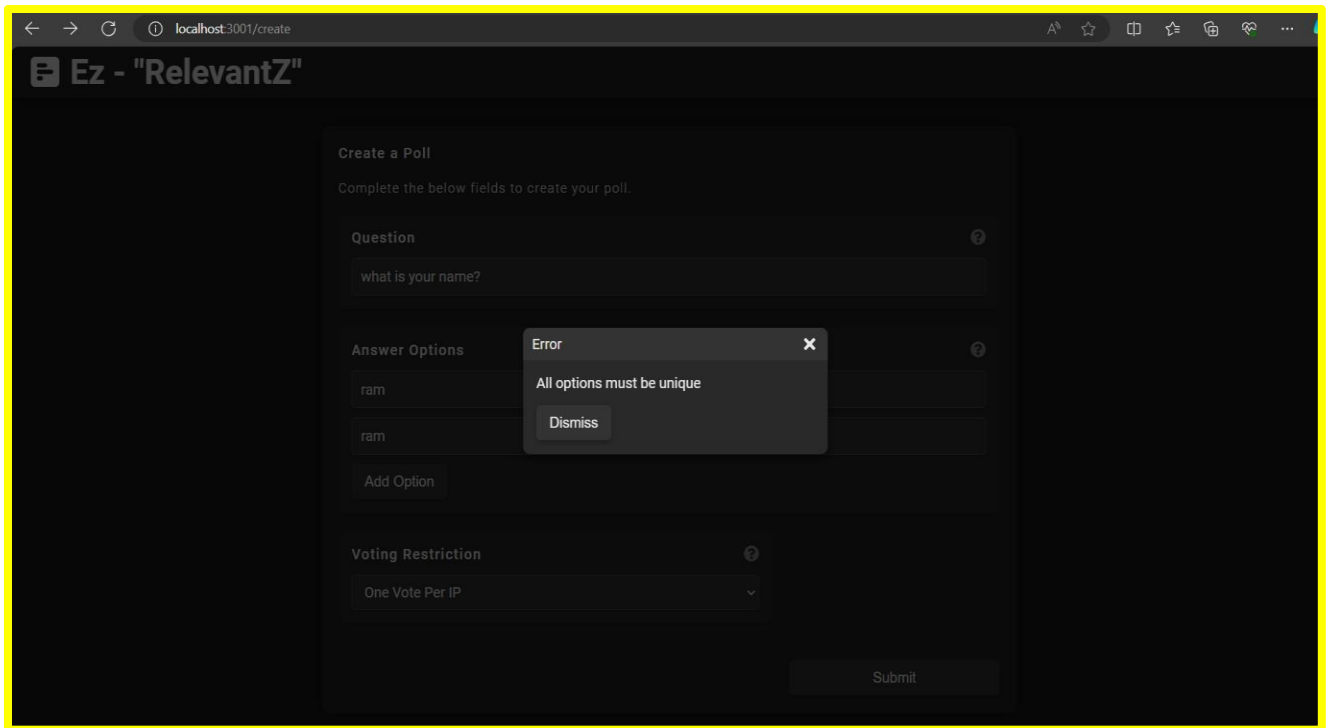 localhost:3001/create
Ez - "RelevantZ"
Create a Poll
Complete the below fields to create your poll.
Question
what is your name?
Answer Options
ram
ram
Add Option
Error
All options must be unique
Dismiss
Voting Restriction
One Vote Per IP
Submit